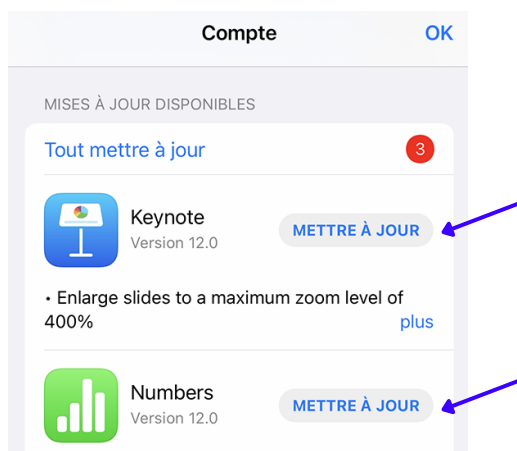 Compte
OK
MISES À JOUR DISPONIBLES
Tout mettre à jour
3
Keynote
Version 12.0
METTRE À JOUR
• Enlarge slides to a maximum zoom level of
400%
plus
Numbers
Version 12.0
METTRE À JOUR